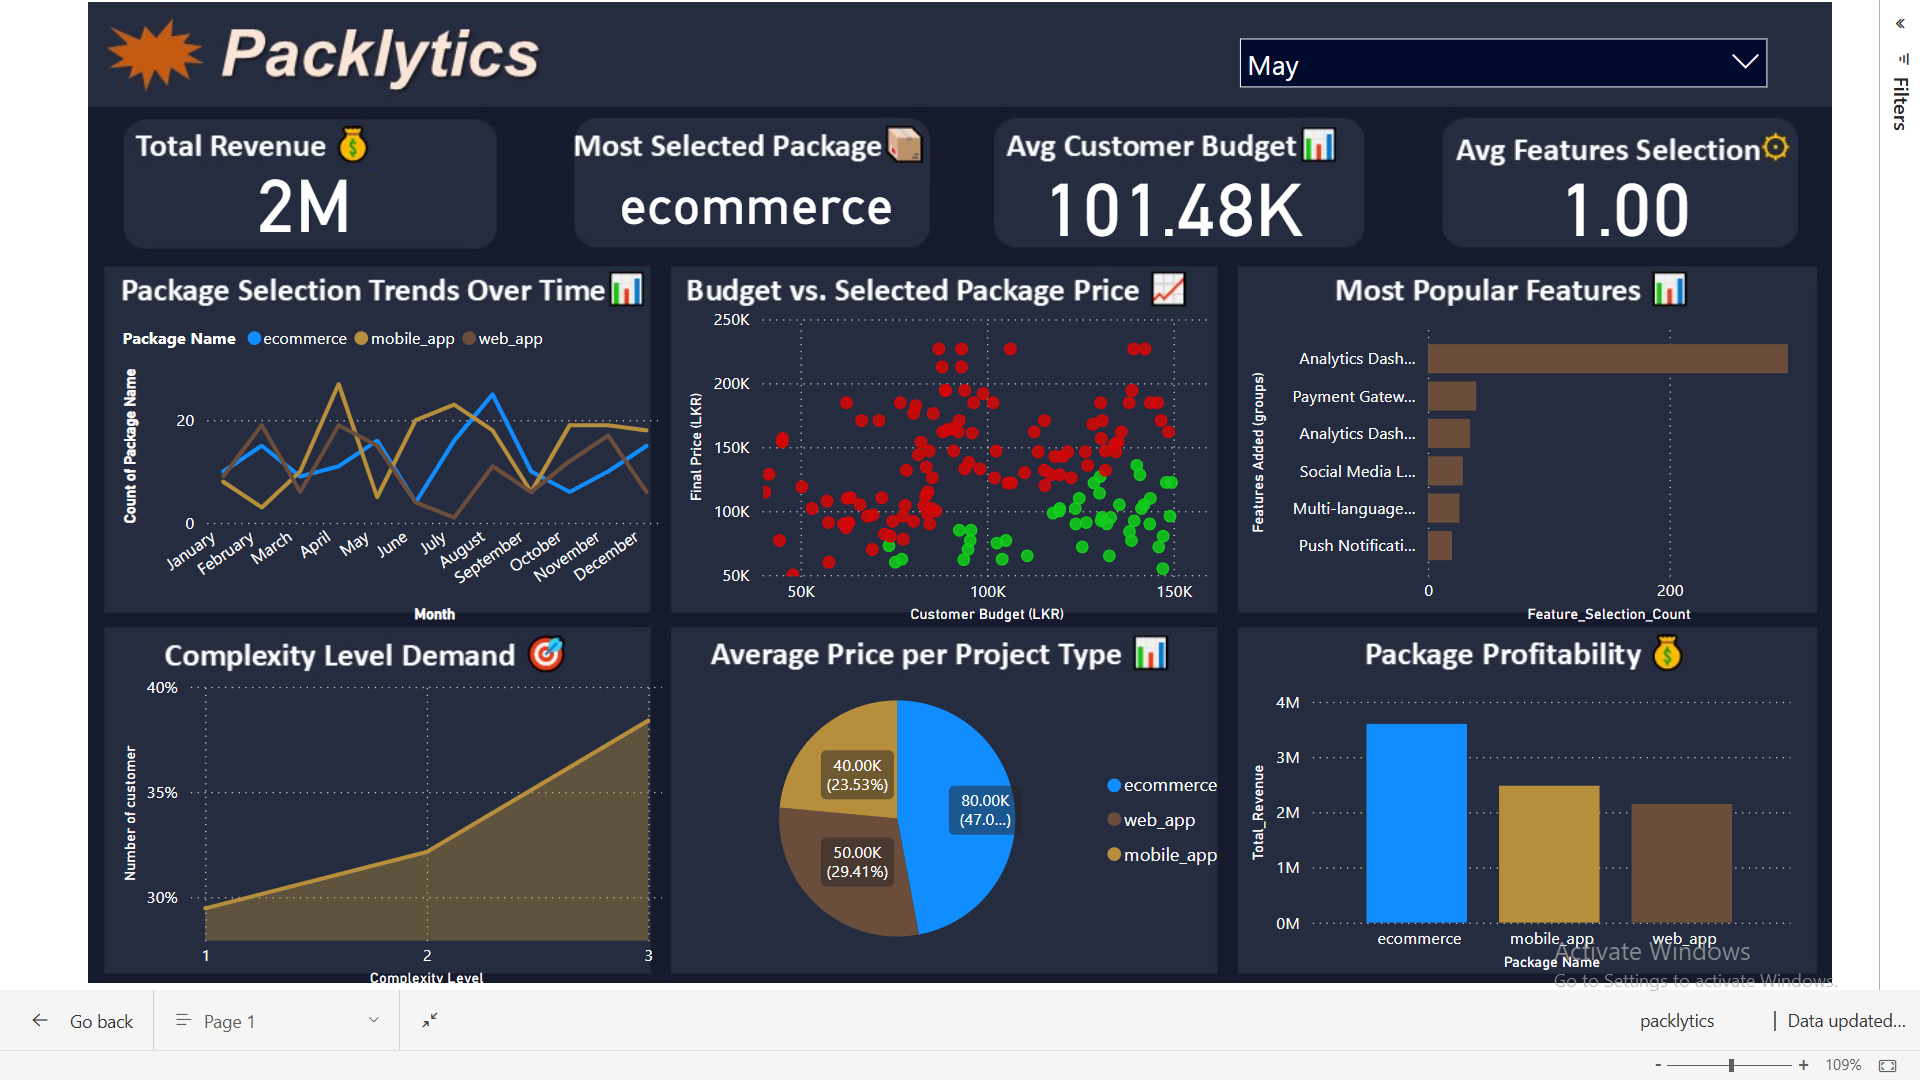 Packlytics
May
Filters
Total Revenue
2M
Most Selected Package
ecommerce
Avg Customer Budget
101.48K
Avg Features Selection
1.00
Package Selection Trends Over Time
Package Name ecommerce mobile_app web_app
Count of Package Name
20
0
January
February
March
April
May
June
July
August
September
October
November
December
Month
Budget vs. Selected Package Price
Final Price (LKR)
250K
200K
150K
100K
50K
50K 100K 150K
Customer Budget (LKR)
Most Popular Features
Features Added (groups)
Analytics Dash...
Payment Gatew...
Analytics Dash...
Social Media L...
Multi-language...
Push Notificati...
0 200
Feature_Selection_Count
Complexity Level Demand
Number of customer
40%
35%
30%
1 2 3
Complexity Level
Average Price per Project Type
40.00K
(23.53%)
80.00K
(47.0...)
50.00K
(29.41%)
ecommerce
web_app
mobile_app
Package Profitability
Total_Revenue
4M
3M
2M
1M
0M
ecommerce mobile_app web_app
Package Name
Activate Windows
Go to Settings to activate Windows.
Go back
Page 1
packlytics
| Data updated...
- + 109%